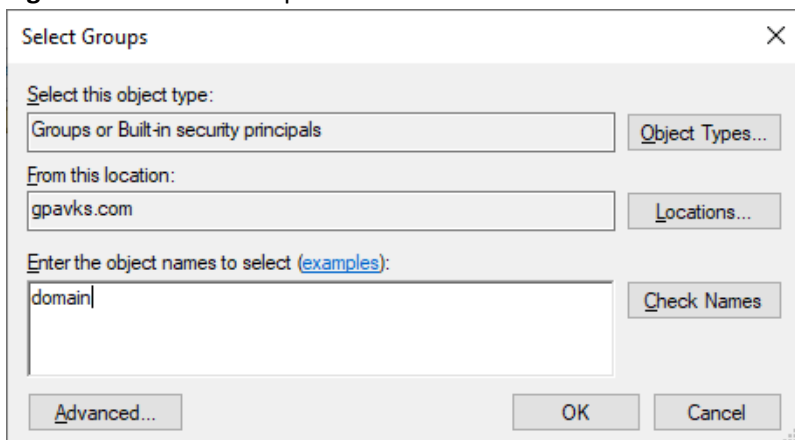 Select Groups
Select this object type:
Groups or Built-in security principals
Object Types...
From this location:
gpavks.com
Locations...
Enter the object names to select (examples):
domain
Check Names
Advanced...
OK
Cancel